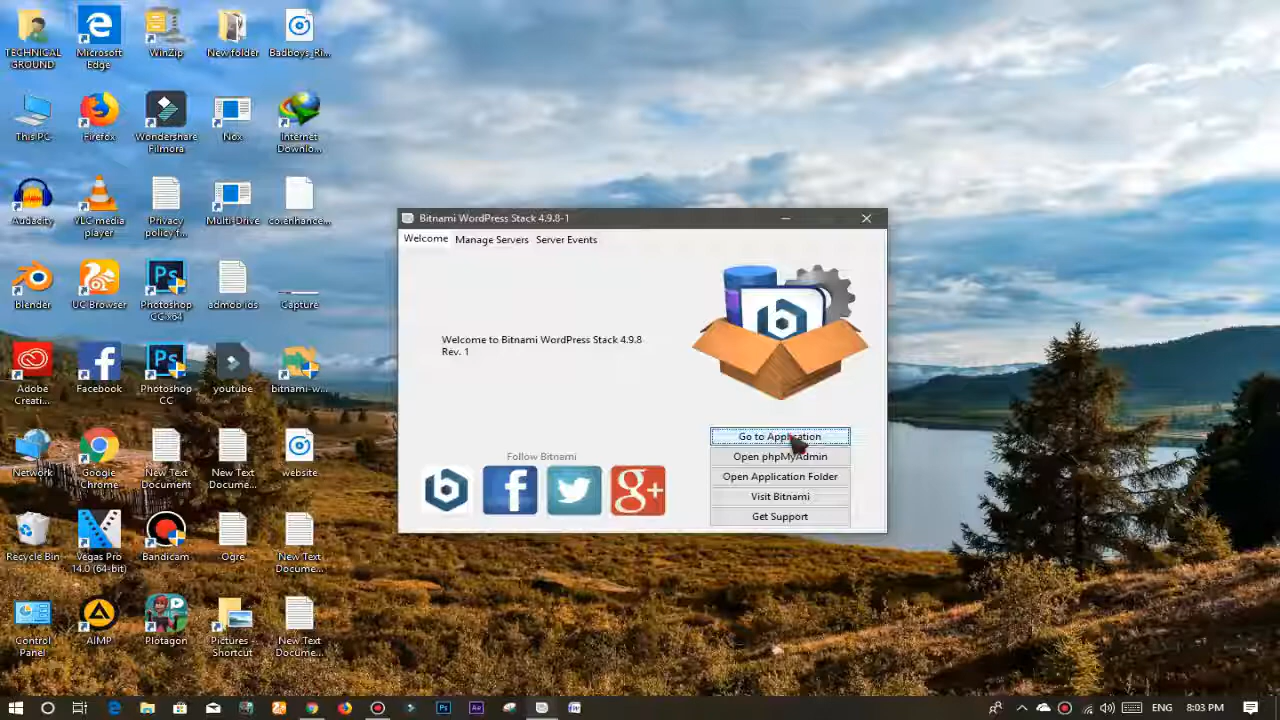 TECHNICAL GROUND
Microsoft Edge
WinZip
New folder
Badboys_Ri...
This PC
Firefox
Wondershare Filmora
Nox
Internet Downlo...
Audacity
VLC media player
Privacy policy f...
Multi-Drive
co.enhance...
blender
UC Browser
Photoshop CC x64
admob ids
Capture
Adobe Creati...
Facebook
Photoshop CC
youtube
bitnami-w...
Network
Google Chrome
New Text Document
New Text Docume...
website
Recycle Bin
Vegas Pro 14.0 (64-bit)
Bandicam
Ogre
New Text Docume...
Control Panel
AIMP
Plotagon
Pictures - Shortcut
New Text Docume...
Bitnami WordPress Stack 4.9.8-1
Welcome Manage Servers Server Events
Welcome to Bitnami WordPress Stack 4.9.8
Rev. 1
Follow Bitnami
Go to Application
Open phpMyAdmin
Open Application Folder
Visit Bitnami
Get Support
ENG 8:03 PM